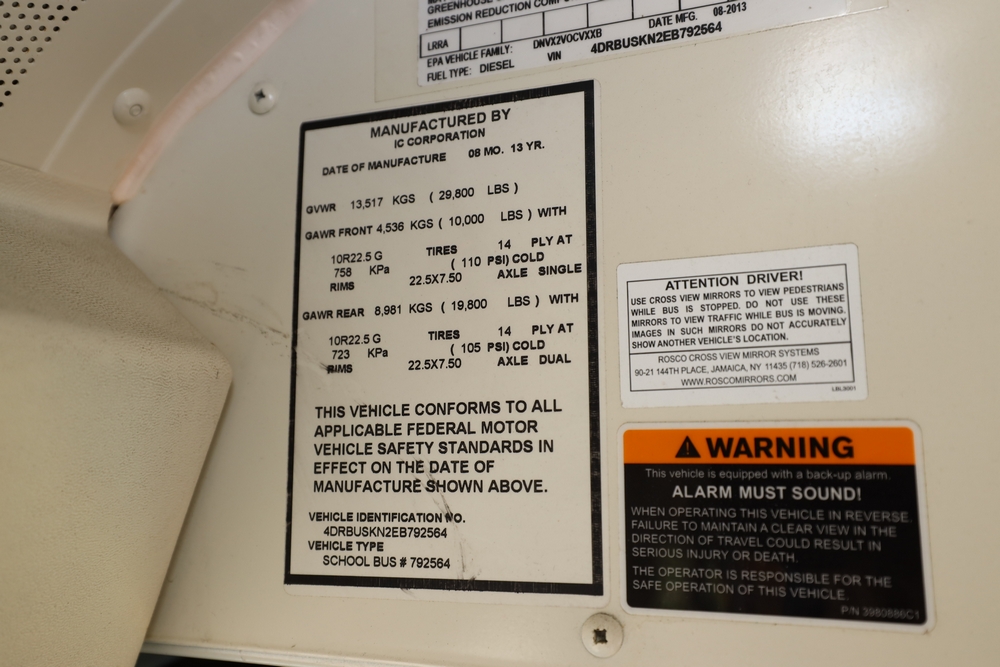 GREENHOUSE
EMISSION REDUCTION
DATE MFG. 08-2013
LRRA
EPA VEHICLE FAMILY: DNVX2VOCVXXB
VIN 4DRBUSKN2EB792564
FUEL TYPE: DIESEL
MANUFACTURED BY
IC CORPORATION
DATE OF MANUFACTURE 08 MO. 13 YR.
GVWR 13,517 KGS ( 29,800 LBS )
GAWR FRONT 4,536 KGS ( 10,000 LBS ) WITH
10R22.5 G TIRES 14 PLY AT
758 KPa ( 110 PSI) COLD
RIMS 22.5X7.50 AXLE SINGLE
GAWR REAR 8,981 KGS ( 19,800 LBS ) WITH
10R22.5 G TIRES 14 PLY AT
723 KPa ( 105 PSI) COLD
RIMS 22.5X7.50 AXLE DUAL
THIS VEHICLE CONFORMS TO ALL
APPLICABLE FEDERAL MOTOR
VEHICLE SAFETY STANDARDS IN
EFFECT ON THE DATE OF
MANUFACTURE SHOWN ABOVE.
VEHICLE IDENTIFICATION NO.
4DRBUSKN2EB792564
VEHICLE TYPE
SCHOOL BUS # 792564
ATTENTION DRIVER!
USE CROSS VIEW MIRRORS TO VIEW PEDESTRIANS
WHILE BUS IS STOPPED. DO NOT USE THESE
MIRRORS TO VIEW TRAFFIC WHILE BUS IS MOVING.
IMAGES IN SUCH MIRRORS DO NOT ACCURATELY
SHOW ANOTHER VEHICLE'S LOCATION.
ROSCO CROSS VIEW MIRROR SYSTEMS
90-21 144TH PLACE, JAMAICA, NY 11435 (718) 526-2601
WWW.ROSCOMIRRORS.COM
WARNING
This vehicle is equipped with a back-up alarm.
ALARM MUST SOUND!
WHEN OPERATING THIS VEHICLE IN REVERSE.
FAILURE TO MAINTAIN A CLEAR VIEW IN THE
DIRECTION OF TRAVEL COULD RESULT IN
SERIOUS INJURY OR DEATH.
THE OPERATOR IS RESPONSIBLE FOR THE
SAFE OPERATION OF THIS VEHICLE.
P/N 3980886C1